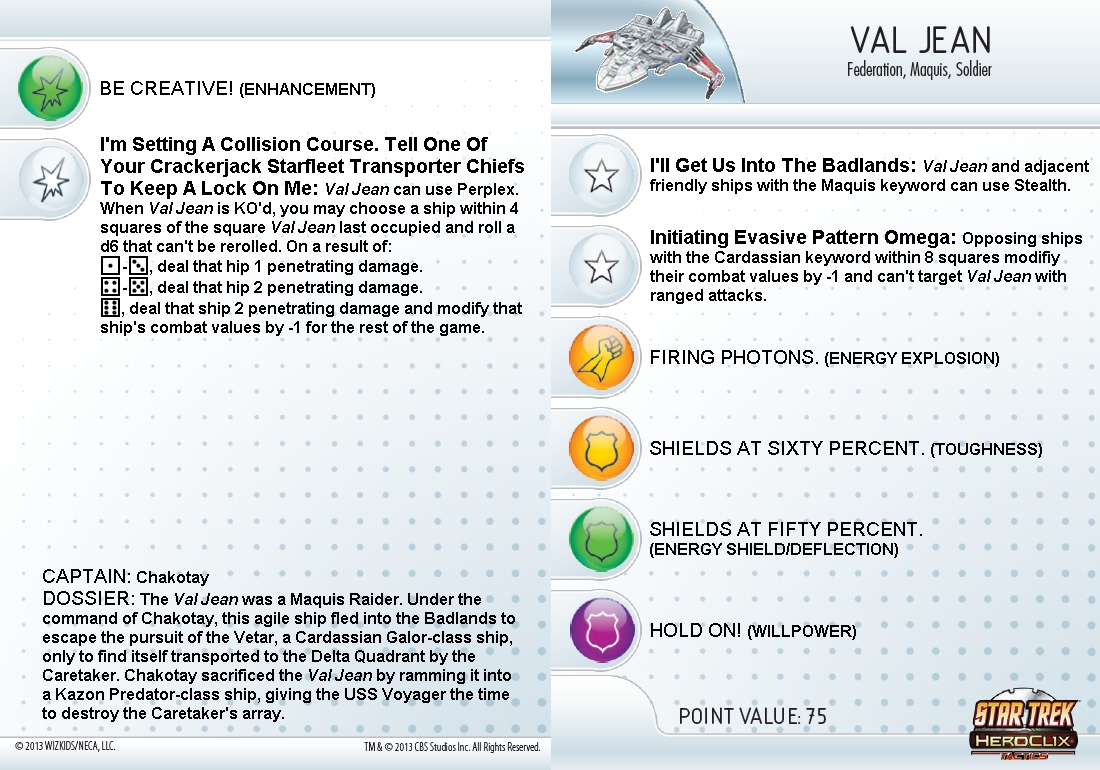 BE CREATIVE! (ENHANCEMENT)
I'm Setting A Collision Course. Tell One Of
Your Crackerjack Starfleet Transporter Chiefs
To Keep A Lock On Me: Val Jean can use Perplex.
When Val Jean is KO'd, you may choose a ship within 4
squares of the square Val Jean last occupied and roll a
d6 that can't be rerolled. On a result of:
-, deal that hip 1 penetrating damage.
-, deal that hip 2 penetrating damage.
, deal that ship 2 penetrating damage and modify that
ship's combat values by -1 for the rest of the game.
CAPTAIN: Chakotay
DOSSIER: The Val Jean was a Maquis Raider. Under the
command of Chakotay, this agile ship fled into the Badlands to
escape the pursuit of the Vetar, a Cardassian Galor-class ship,
only to find itself transported to the Delta Quadrant by the
Caretaker. Chakotay sacrificed the Val Jean by ramming it into
a Kazon Predator-class ship, giving the USS Voyager the time
to destroy the Caretaker's array.
© 2013 WIZKIDS/NECA, LLC.
TM & © 2013 CBS Studios Inc. All Rights Reserved.
VAL JEAN
Federation, Maquis, Soldier
I'll Get Us Into The Badlands: Val Jean and adjacent
friendly ships with the Maquis keyword can use Stealth.
Initiating Evasive Pattern Omega: Opposing ships
with the Cardassian keyword within 8 squares modifiy
their combat values by -1 and can't target Val Jean with
ranged attacks.
FIRING PHOTONS. (ENERGY EXPLOSION)
SHIELDS AT SIXTY PERCENT. (TOUGHNESS)
SHIELDS AT FIFTY PERCENT.
(ENERGY SHIELD/DEFLECTION)
HOLD ON! (WILLPOWER)
POINT VALUE: 75
STAR TREK
HEROCLIX
TACTICS